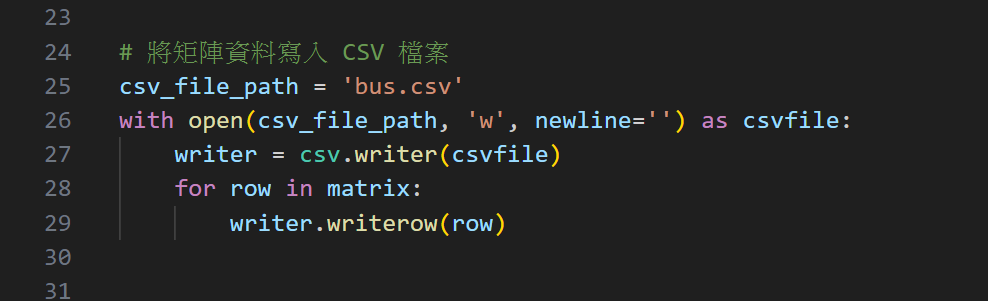 23
24 # 將矩陣資料寫入 CSV 檔案
25 csv_file_path = 'bus.csv'
26 with open(csv_file_path, 'w', newline='') as csvfile:
27     writer = csv.writer(csvfile)
28     for row in matrix:
29         writer.writerow(row)
30
31